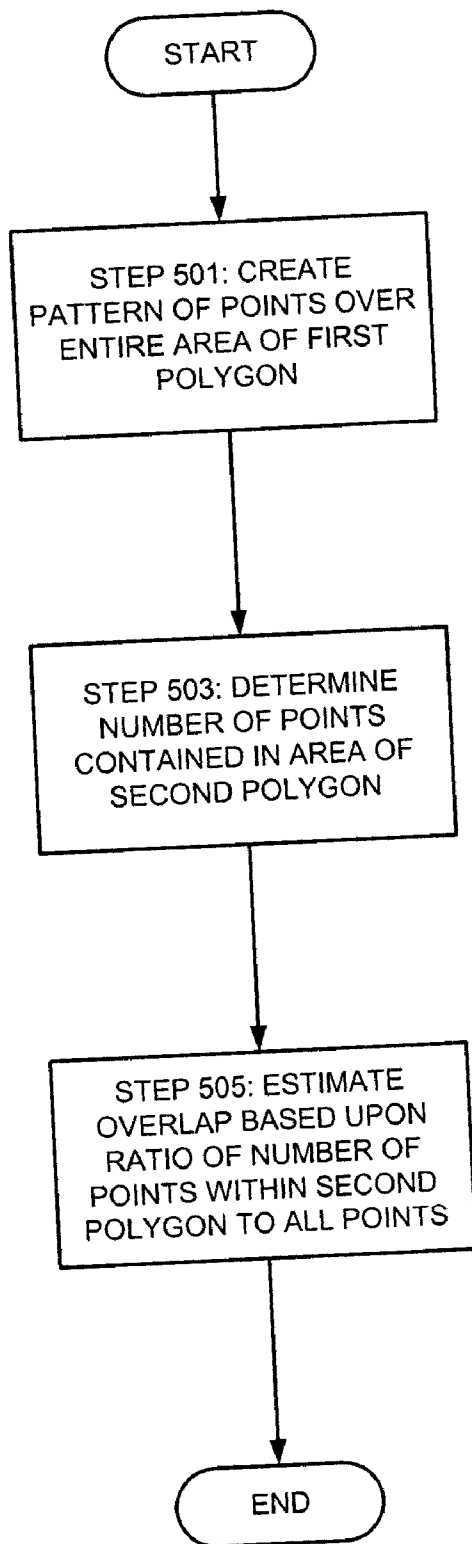 START
STEP 501: CREATE
PATTERN OF POINTS OVER
ENTIRE AREA OF FIRST
POLYGON
STEP 503: DETERMINE
NUMBER OF POINTS
CONTAINED IN AREA OF
SECOND POLYGON
STEP 505: ESTIMATE
OVERLAP BASED UPON
RATIO OF NUMBER OF
POINTS WITHIN SECOND
POLYGON TO ALL POINTS
END